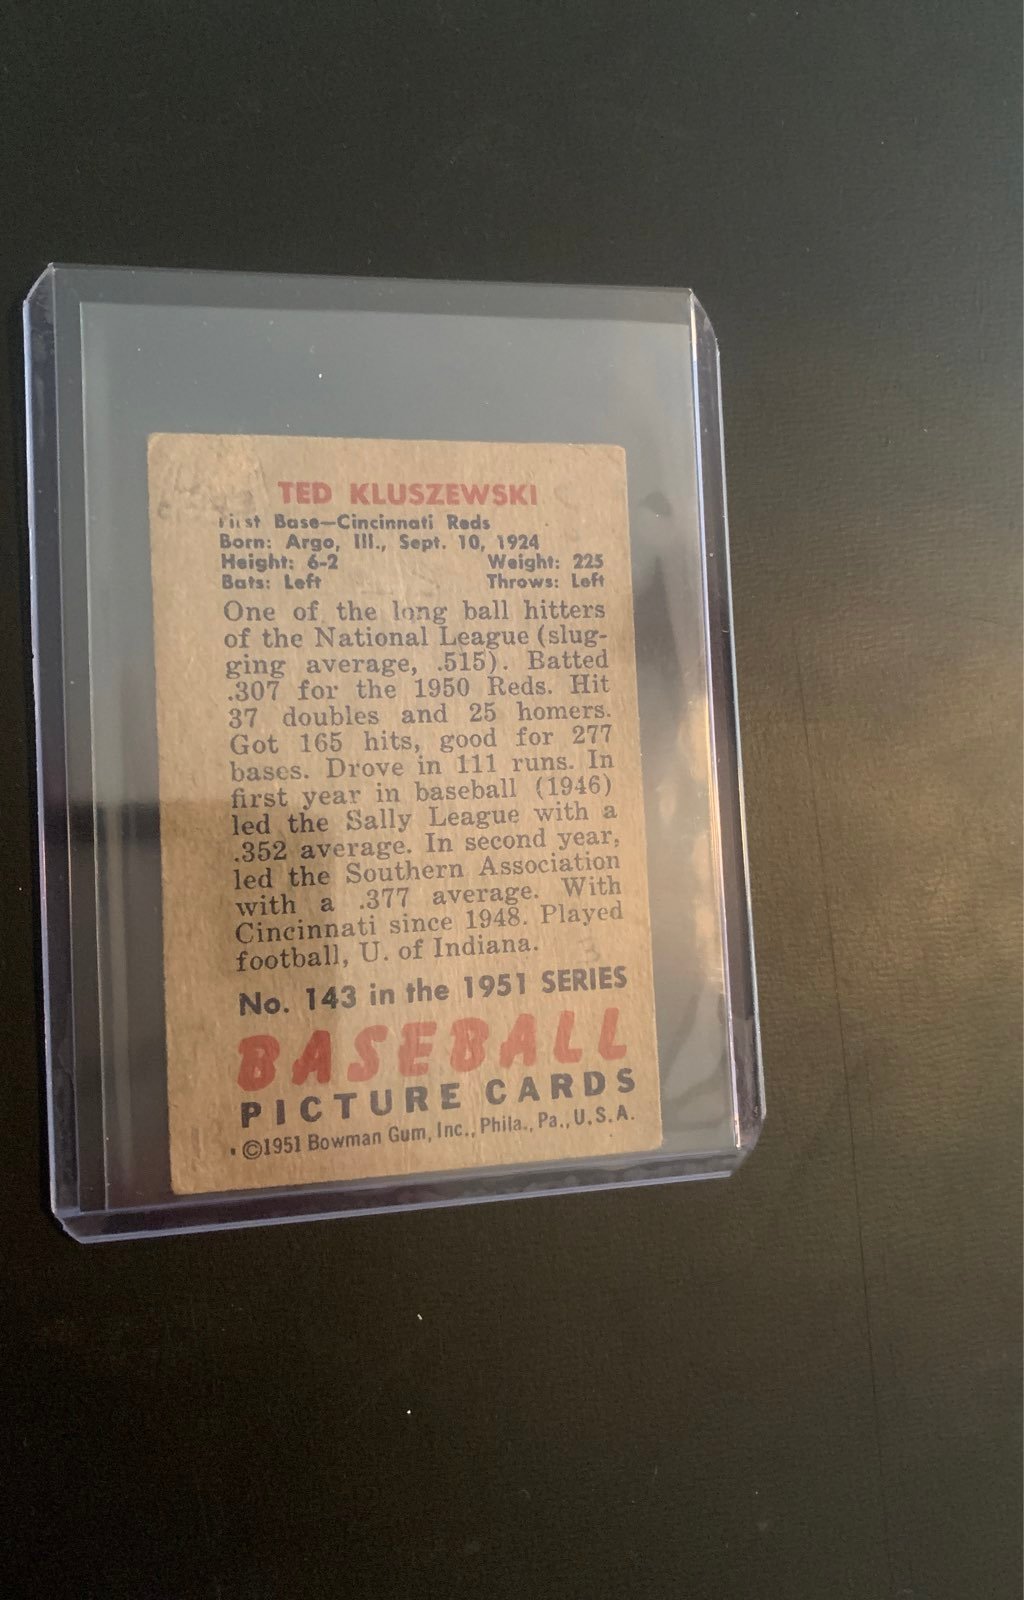 TED KLUSZEWSKI
First Base—Cincinnati Reds
Born: Argo, Ill., Sept. 10, 1924
Height: 6-2 Weight: 225
Bats: Left Throws: Left
One of the long ball hitters
of the National League (slug-
ging average, .515). Batted
.307 for the 1950 Reds. Hit
37 doubles and 25 homers.
Got 165 hits, good for 277
bases. Drove in 111 runs. In
first year in baseball (1946)
led the Sally League with a
.352 average. In second year,
led the Southern Association
with a .377 average. With
Cincinnati since 1948. Played
football, U. of Indiana.
No. 143 in the 1951 SERIES
BASEBALL
PICTURE CARDS
©1951 Bowman Gum, Inc., Phila., Pa., U.S.A.